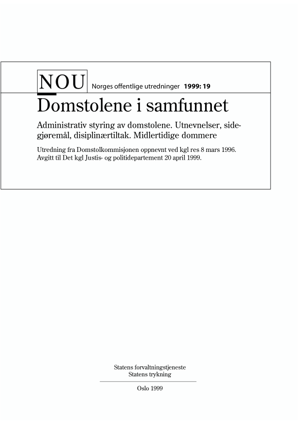 NOU Norges offentlige utredninger 1999: 19
Domstolene i samfunnet
Administrativ styring av domstolene. Utnevnelser, side-
gjøremål, disiplinærtiltak. Midlertidige dommere
Utredning fra Domstolkommisjonen oppnevnt ved kgl res 8 mars 1996.
Avgitt til Det kgl Justis- og politidepartement 20 april 1999.
Statens forvaltningstjeneste
Statens trykning
Oslo 1999